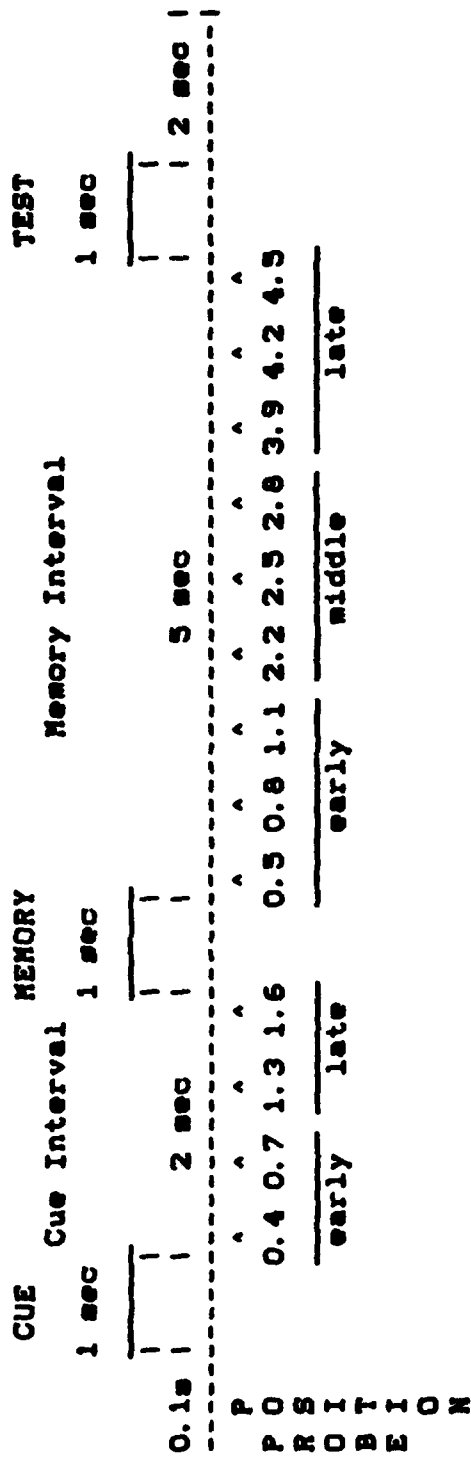 CUE MEMORY TEST
Cue Interval Memory Interval
1 sec 1 sec 1 sec
0.1s 2 sec 5 sec 2 sec
P ^ ^ ^ ^ ^ ^ ^ ^ ^ ^ ^ ^ ^
P O 0.4 0.7 1.3 1.6 0.5 0.8 1.1 2.2 2.5 2.8 3.9 4.2 4.5
R S
O I early late early middle late
B T
E I
O
N